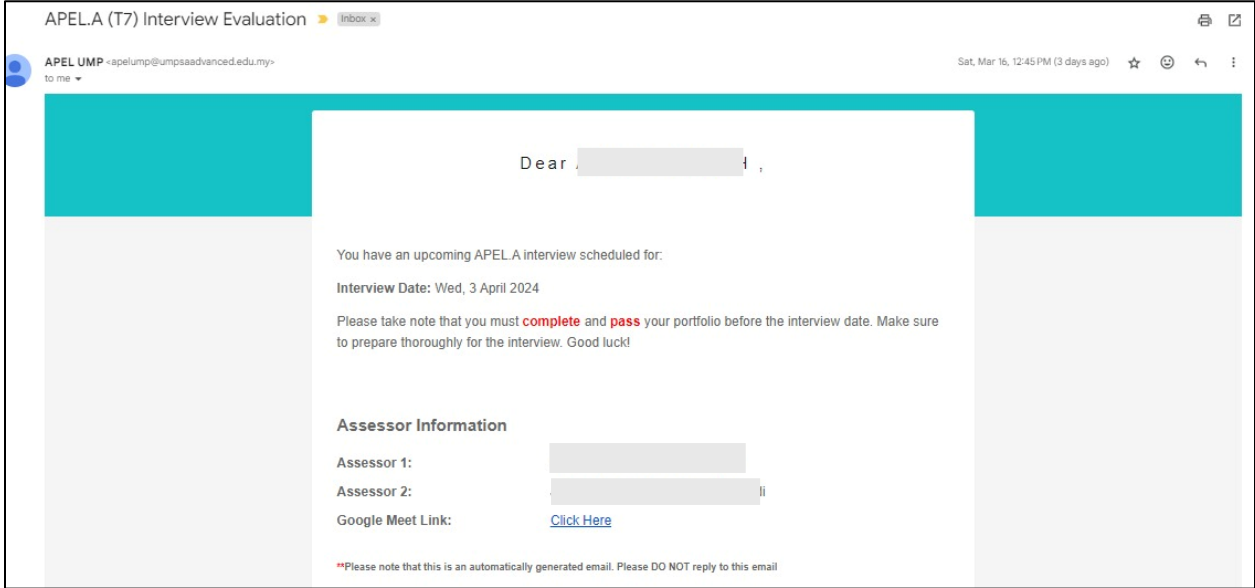 APEL.A (T7) Interview Evaluation Inbox x
APEL UMP <apelump@umpsaadvanced.edu.my> Sat, Mar 16, 12:45 PM (3 days ago)
to me
Dear ,
You have an upcoming APEL.A interview scheduled for:
Interview Date: Wed, 3 April 2024
Please take note that you must complete and pass your portfolio before the interview date. Make sure
to prepare thoroughly for the interview. Good luck!
Assessor Information
Assessor 1:
Assessor 2:
Google Meet Link: Click Here
**Please note that this is an automatically generated email. Please DO NOT reply to this email